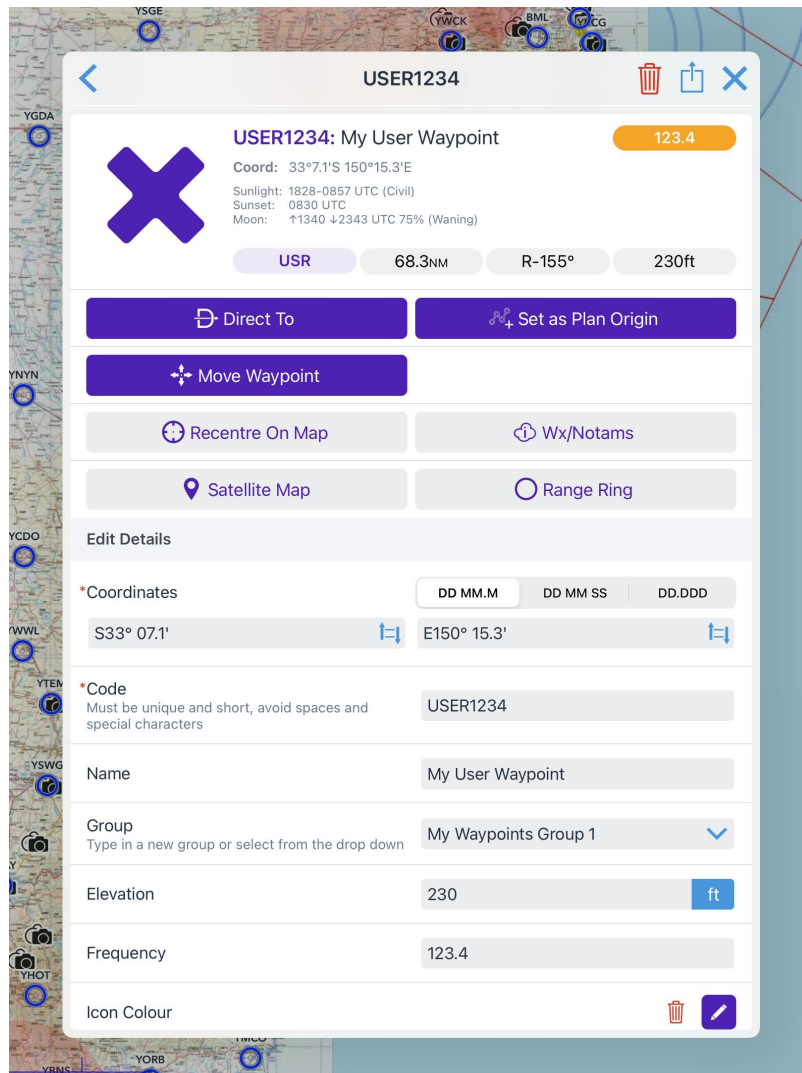 YSGE
YWCK
BML
YGDA
USER1234
USER1234: My User Waypoint
123.4
Coord: 33°7.1'S 150°15.3'E
Sunlight: 1828-0857 UTC (Civil)
Sunset: 0830 UTC
Moon: ↑1340 ↓2343 UTC 75% (Waning)
USR
68.3NM
R-155°
230ft
Direct To
Set as Plan Origin
Move Waypoint
YNYN
Recentre On Map
Wx/Notams
Satellite Map
Range Ring
Edit Details
YCDO
*Coordinates
DD MM.M
DD MM SS
DD.DDD
S33° 07.1'
E150° 15.3'
YWWL
YTEM
*Code
Must be unique and short, avoid spaces and
special characters
USER1234
YSWG
Name
My User Waypoint
Group
Type in a new group or select from the drop down
My Waypoints Group 1
Elevation
230
ft
Frequency
123.4
YHOT
Icon Colour
YORB
YBNS